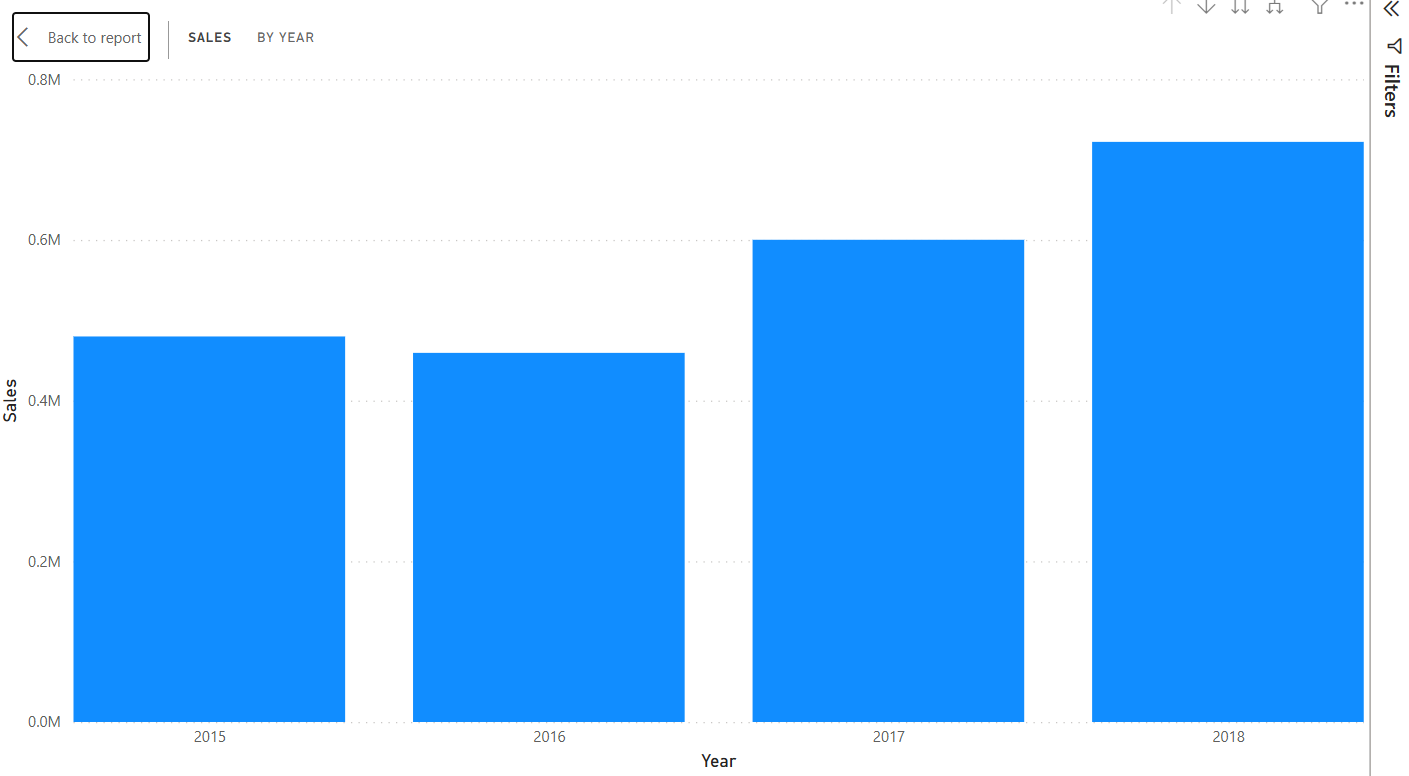 Back to report
SALES BY YEAR
Filters
0.8M
0.6M
0.4M
0.2M
0.0M
Sales
2015 2016 2017 2018
Year